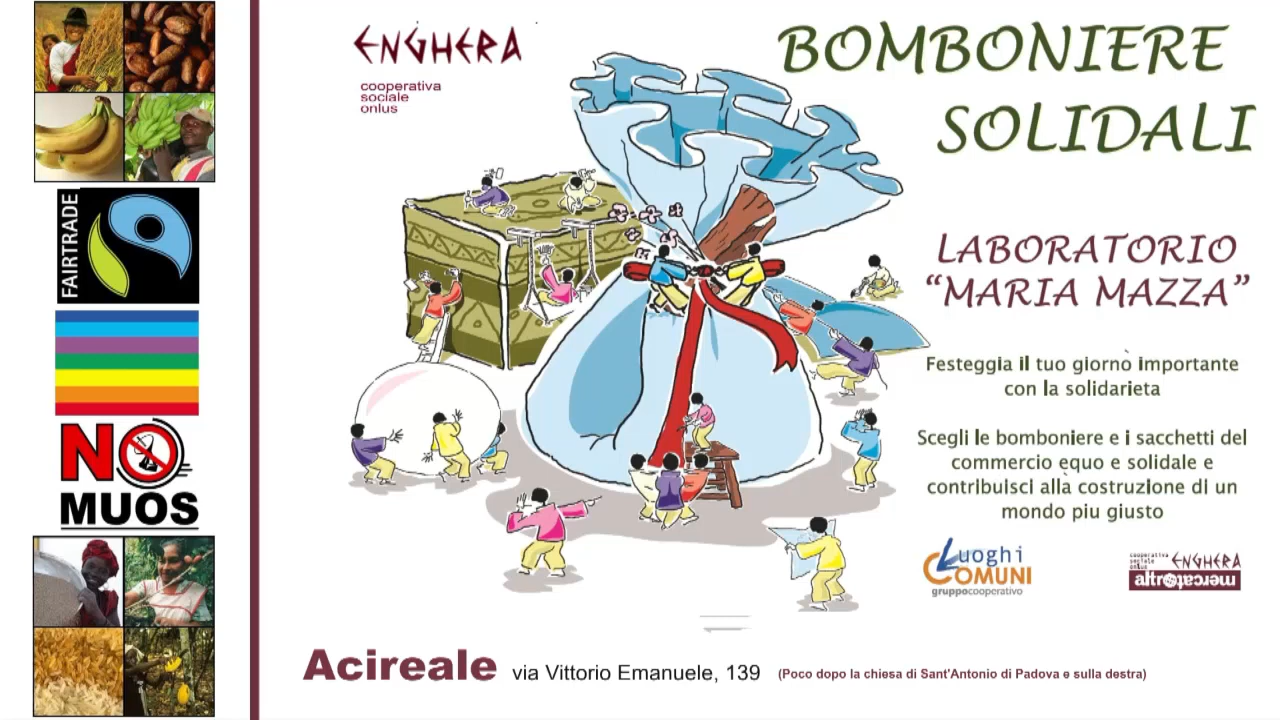 ENGHERA
cooperativa
sociale
onlus
BOMBONIERE
SOLIDALI
LABORATORIO
“MARIA MAZZA”
Festeggia il tuo giorno importante
con la solidarieta
Scegli le bomboniere e i sacchetti del
commercio equo e solidale e
contribuisci alla costruzione di un
mondo piu giusto
Luoghi
COMUNI
gruppocooperativo
cooperativa
sociale
onlus
ENGHERA
altromercato
FAIRTRADE
NO
MUOS
Acireale via Vittorio Emanuele, 139 (Poco dopo la chiesa di Sant'Antonio di Padova e sulla destra)